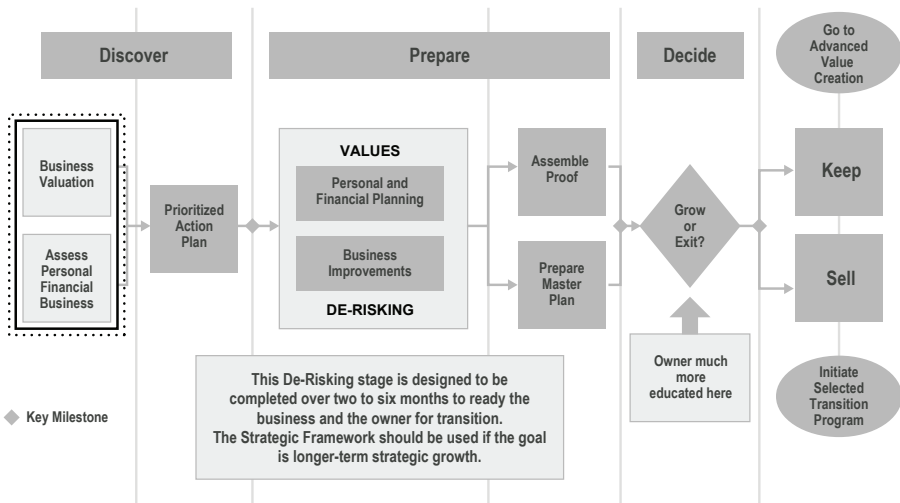 Discover
Prepare
Decide
Go to
Advanced
Value
Creation
Business
Valuation
Assess
Personal
Financial
Business
Prioritized
Action
Plan
VALUES
Personal and
Financial Planning
Business
Improvements
DE-RISKING
Assemble
Proof
Prepare
Master
Plan
Grow
or
Exit?
Keep
Sell
Owner much
more
educated here
Initiate
Selected
Transition
Program
This De-Risking stage is designed to be
completed over two to six months to ready the
business and the owner for transition.
The Strategic Framework should be used if the goal
is longer-term strategic growth.
Key Milestone